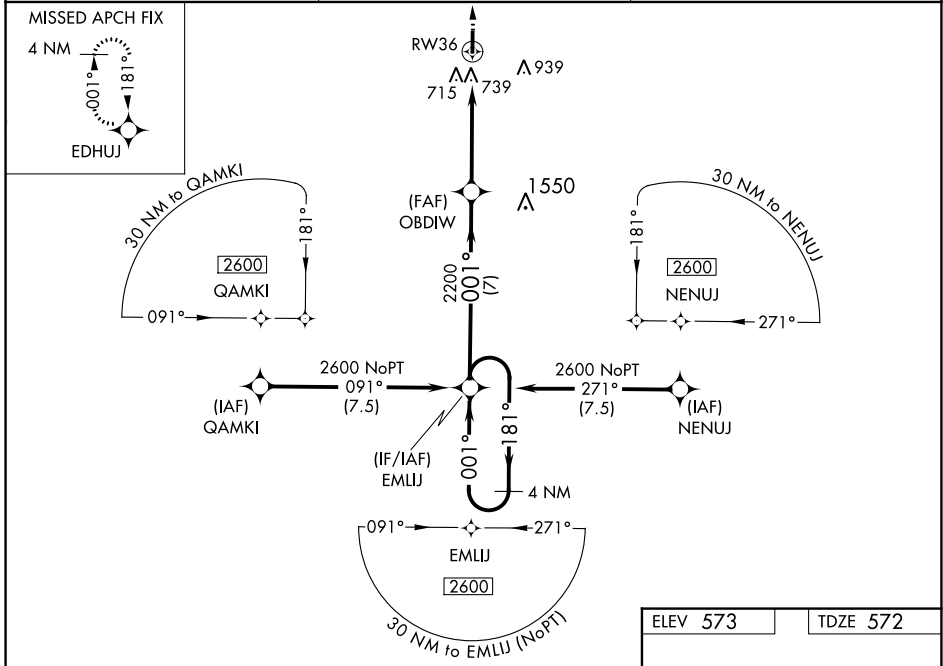 MISSED APCH FIX
4 NM
001°
181°
EDHUJ
RW36
715
739
939
(FAF)
OBDIW
1550
30 NM to QAMKI
181°
2600
QAMKI
091°
30 NM to NENUJ
181°
2600
NENUJ
271°
2200
001°
(7)
2600 NoPT
091°
(7.5)
(IAF)
QAMKI
2600 NoPT
271°
(7.5)
(IAF)
NENUJ
(IF/IAF)
EMLIJ
001°
181°
4 NM
091°
271°
EMLIJ
2600
30 NM to EMLIJ (NoPT)
ELEV 573
TDZE 572